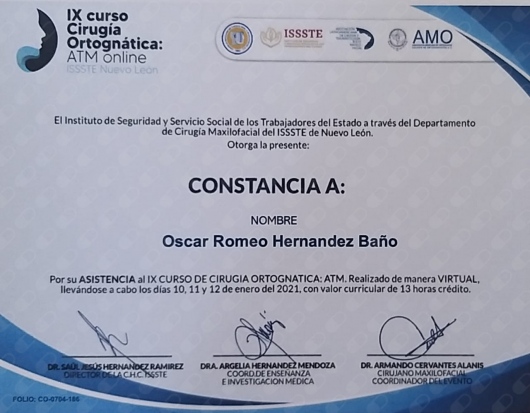 IX curso
Cirugía
Ortognática:
ATM online
ISSSTE Nuevo León
ISSSTE
AMO
El Instituto de Seguridad y Servicio Social de los Trabajadores del Estado a través del Departamento
de Cirugía Maxilofacial del ISSSTE de Nuevo León.
Otorga la presente:
CONSTANCIA A:
NOMBRE
Oscar Romeo Hernandez Baño
Por su ASISTENCIA al IX CURSO DE CIRUGIA ORTOGNATICA: ATM. Realizado de manera VIRTUAL,
llevándose a cabo los días 10, 11 y 12 de enero del 2021, con valor curricular de 13 horas crédito.
DR. SAÚL JESÚS HERNANDEZ RAMIREZ
DIRECTOR DE LA C.H.C. ISSSTE
DRA. ARGELIA HERNANDEZ MENDOZA
COORD. DE ENSEÑANZA
E INVESTIGACION MEDICA
DR. ARMANDO CERVANTES ALANIS
CIRUJANO MAXILOFACIAL
COORDINADOR DEL EVENTO
FOLIO: CO-0704-186